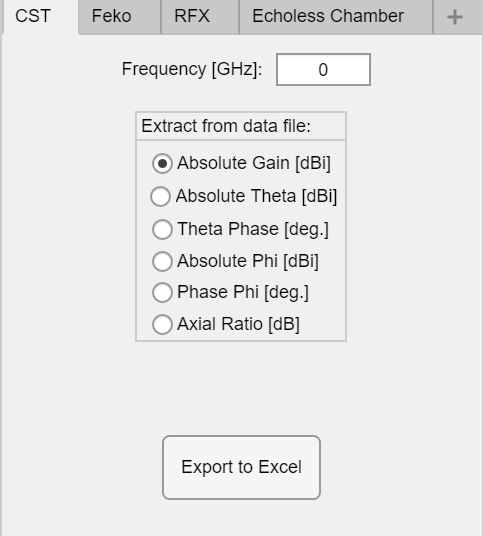 CST Feko RFX Echoless Chamber +
Frequency [GHz]: 0
Extract from data file:
Absolute Gain [dBi]
Absolute Theta [dBi]
Theta Phase [deg.]
Absolute Phi [dBi]
Phase Phi [deg.]
Axial Ratio [dB]
Export to Excel